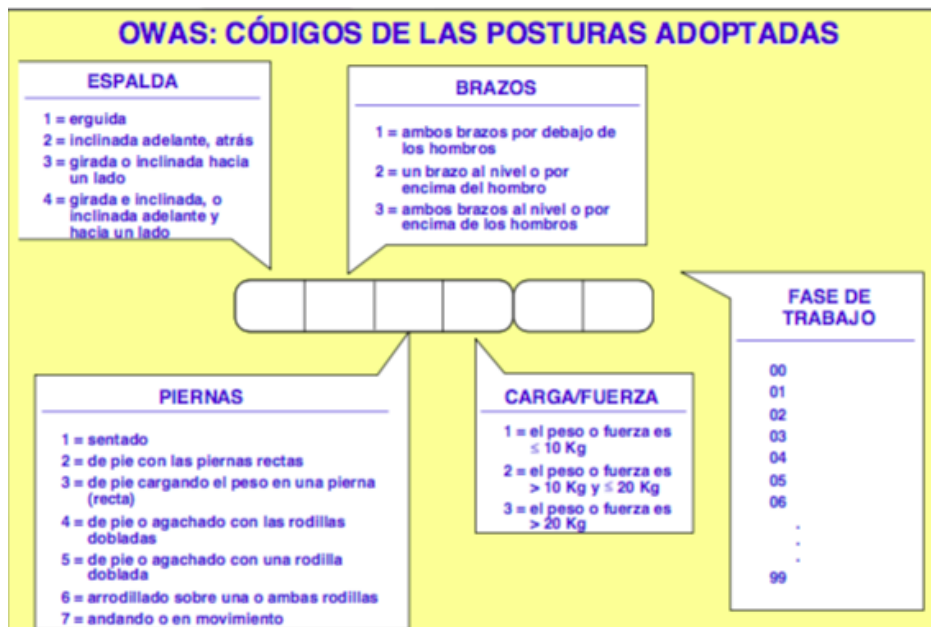 OWAS: CÓDIGOS DE LAS POSTURAS ADOPTADAS
ESPALDA
1 = erguida
2 = inclinada adelante, atrás
3 = girada o inclinada hacia
un lado
4 = girada e inclinada, o
inclinada adelante y
hacia un lado
BRAZOS
1 = ambos brazos por debajo de
los hombros
2 = un brazo al nivel o por
encima del hombro
3 = ambos brazos al nivel o por
encima de los hombros
PIERNAS
1 = sentado
2 = de pie con las piernas rectas
3 = de pie cargando el peso en una pierna
(recta)
4 = de pie o agachado con las rodillas
dobladas
5 = de pie o agachado con una rodilla
doblada
6 = arrodillado sobre una o ambas rodillas
7 = andando o en movimiento
CARGA/FUERZA
1 = el peso o fuerza es
≤ 10 Kg
2 = el peso o fuerza es
> 10 Kg y ≤ 20 Kg
3 = el peso o fuerza es
> 20 Kg
FASE DE
TRABAJO
00
01
02
03
04
05
06
.
.
.
99